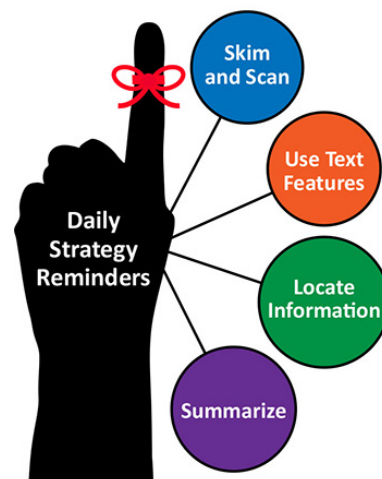 Daily
Strategy
Reminders
Skim
and Scan
Use Text
Features
Locate
Information
Summarize